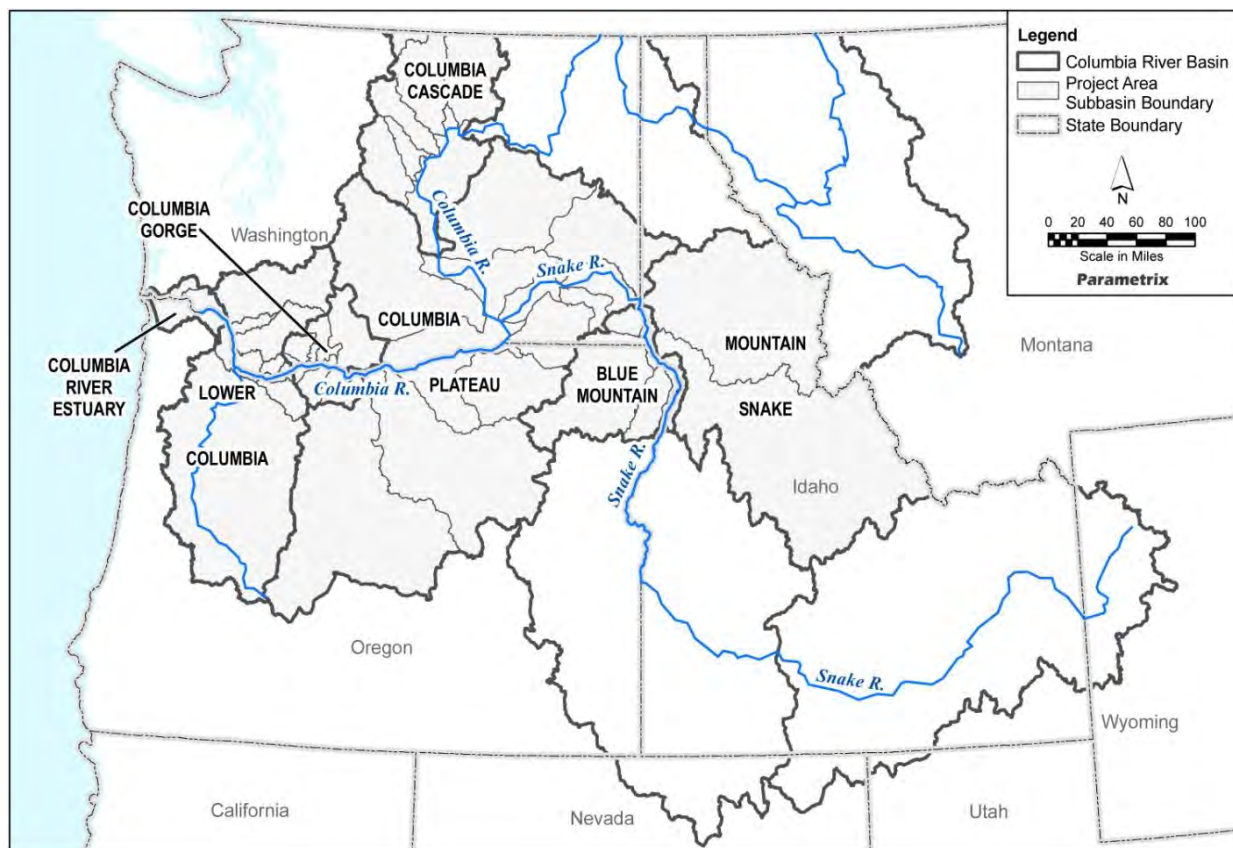 COLUMBIA
CASCADE
Legend
Columbia River Basin
Project Area
Subbasin Boundary
State Boundary
N
0 20 40 60 80 100
Scale in Miles
Parametrix
COLUMBIA
GORGE
Washington
Columbia R.
Snake R.
COLUMBIA
MOUNTAIN
Montana
COLUMBIA
RIVER
ESTUARY
LOWER
Columbia R.
PLATEAU
BLUE
MOUNTAIN
SNAKE
COLUMBIA
Snake R.
Idaho
Oregon
Snake R.
Wyoming
California
Nevada
Utah